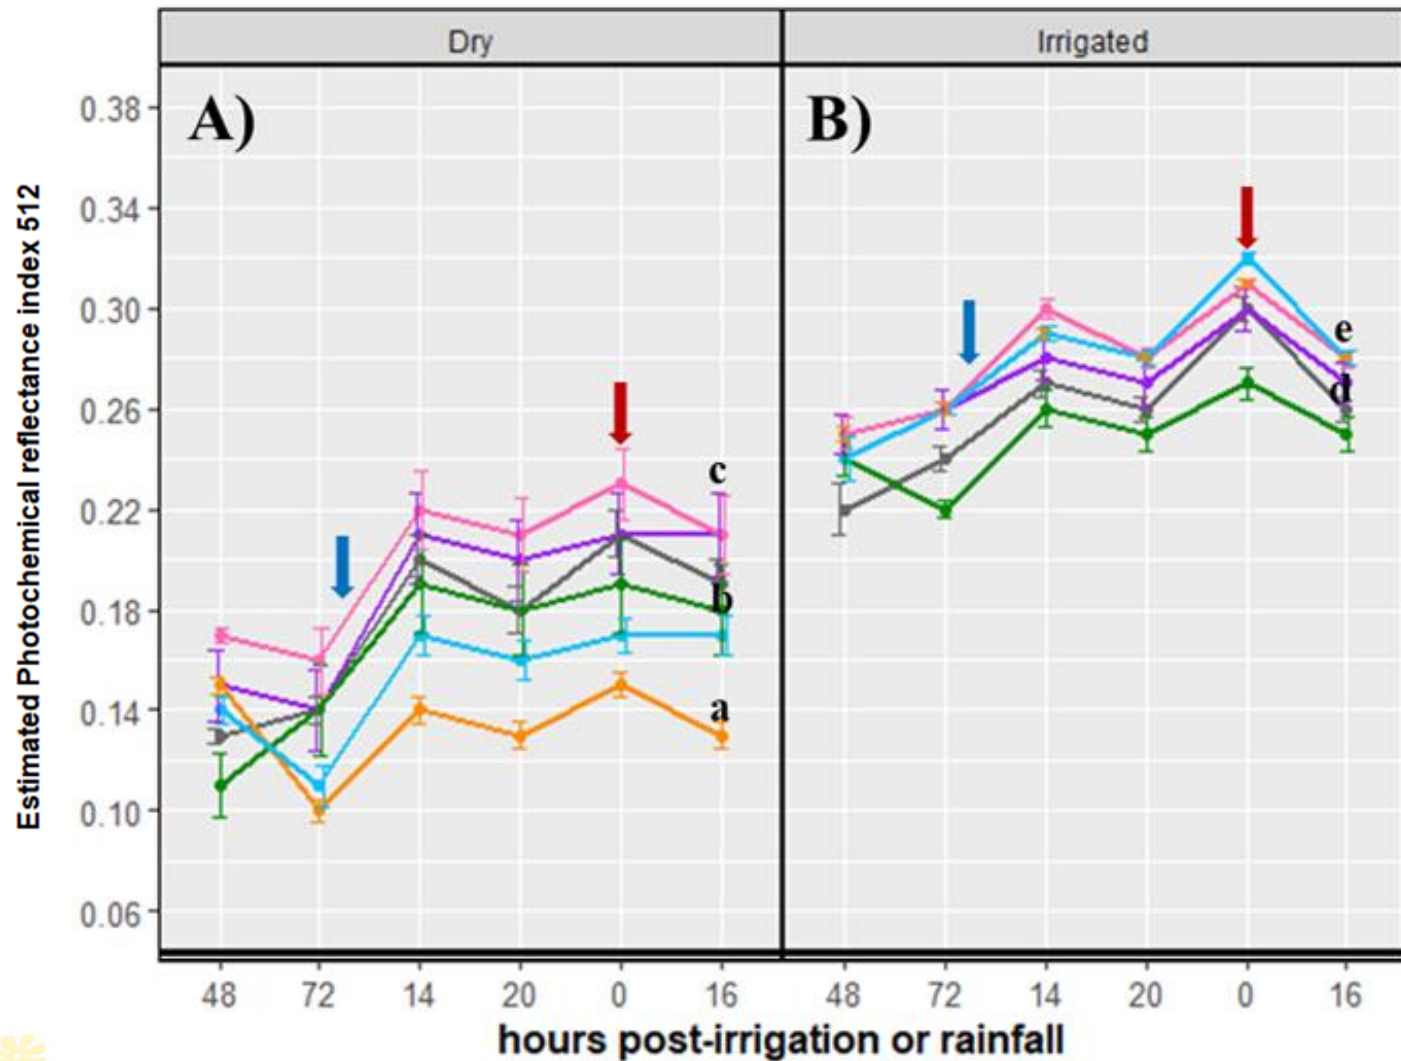 Dry
Irrigated
A)
B)
0.38
0.34
0.30
0.26
0.22
0.18
0.14
0.10
0.06
Estimated Photochemical reflectance index 512
c
b
a
e
d
48 72 14 20 0 16
48 72 14 20 0 16
hours post-irrigation or rainfall